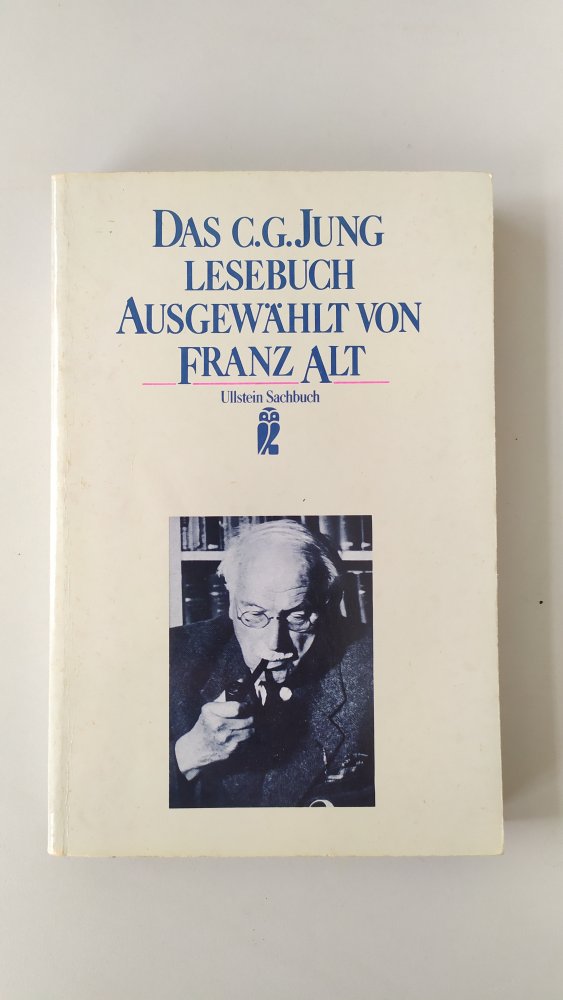 DAS C.G.JUNG
LESEBUCH
AUSGEWÄHLT VON
FRANZ ALT
Ullstein Sachbuch